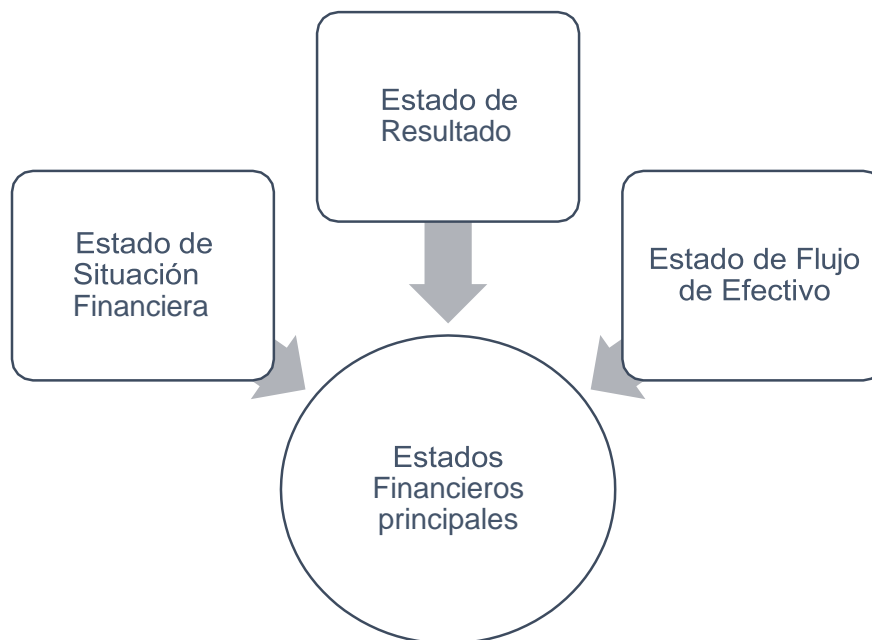 Estado de
Resultado
Estado de
Situación
Financiera
Estado de Flujo
de Efectivo
Estados
Financieros
principales